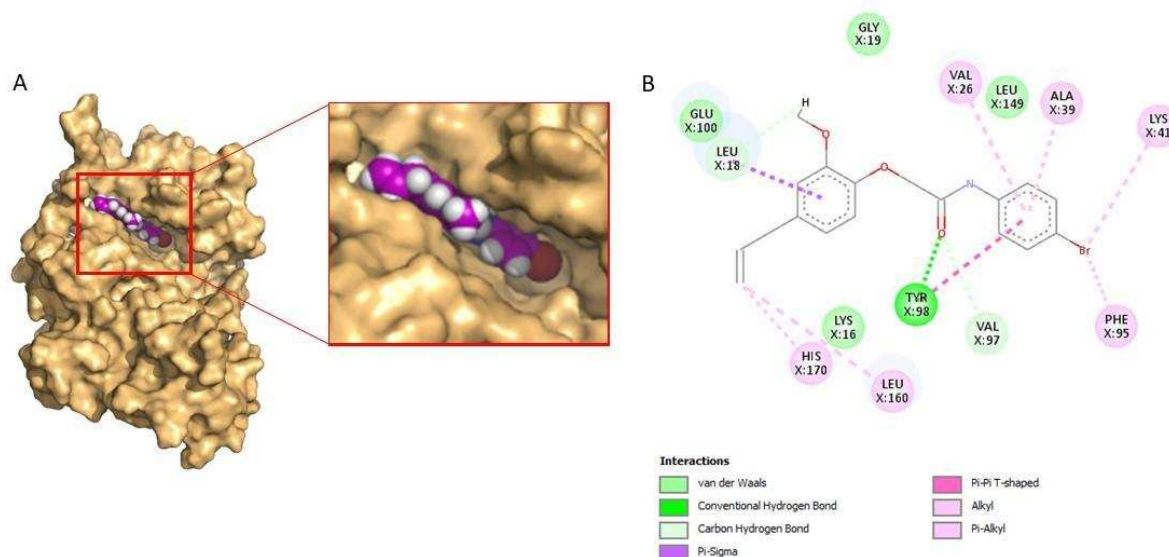 A
B
GLY
X:19
VAL
X:26
LEU
X:149
ALA
X:39
LYS
X:41
GLU
X:100
LEU
X:18
H
O
O
N
O
Br
TYR
X:98
LYS
X:16
VAL
X:97
PHE
X:95
HIS
X:170
LEU
X:160
Interactions
van der Waals
Conventional Hydrogen Bond
Carbon Hydrogen Bond
Pi-Sigma
Pi-Pi T-shaped
Alkyl
Pi-Alkyl